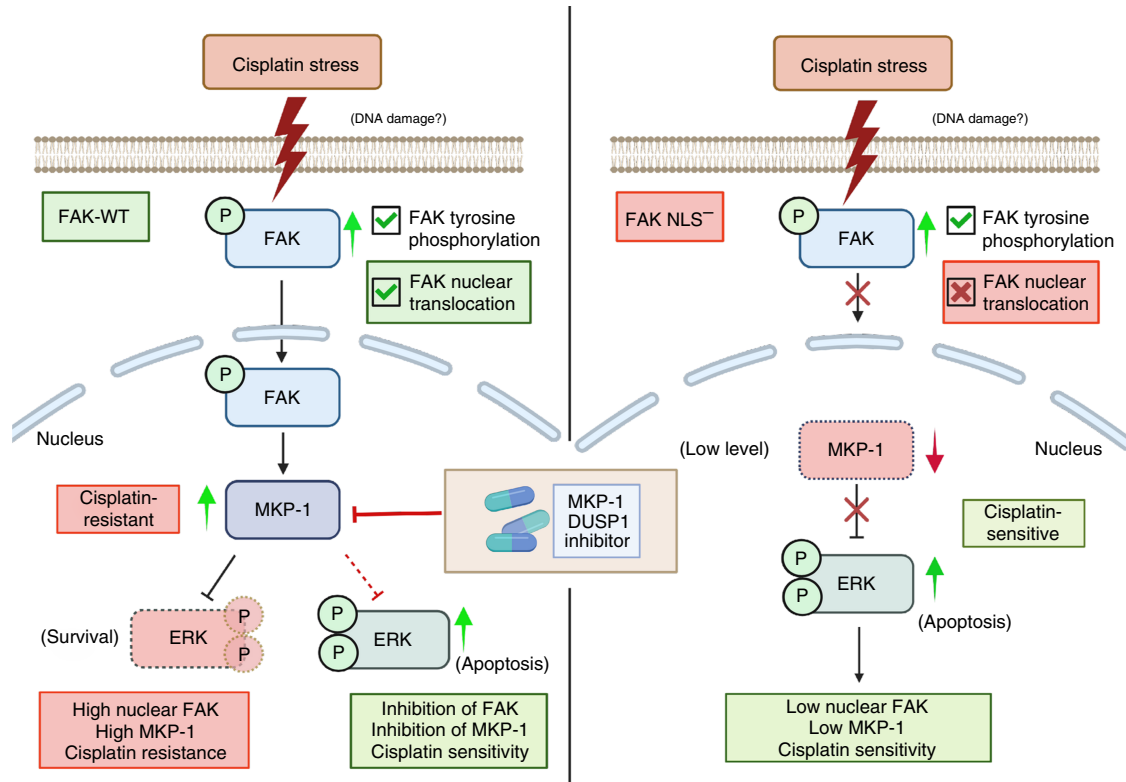 Cisplatin stress
(DNA damage?)
FAK-WT
P
FAK
FAK tyrosine
phosphorylation
FAK nuclear
translocation
P
FAK
Nucleus
Cisplatin-
resistant
MKP-1
MKP-1
DUSP1
inhibitor
(Survival)
ERK
P
P
P
P
ERK
(Apoptosis)
High nuclear FAK
High MKP-1
Cisplatin resistance
Inhibition of FAK
Inhibition of MKP-1
Cisplatin sensitivity
Cisplatin stress
(DNA damage?)
FAK NLS⁻
P
FAK
FAK tyrosine
phosphorylation
FAK nuclear
translocation
(Low level)
MKP-1
Nucleus
Cisplatin-
sensitive
P
P
ERK
(Apoptosis)
Low nuclear FAK
Low MKP-1
Cisplatin sensitivity